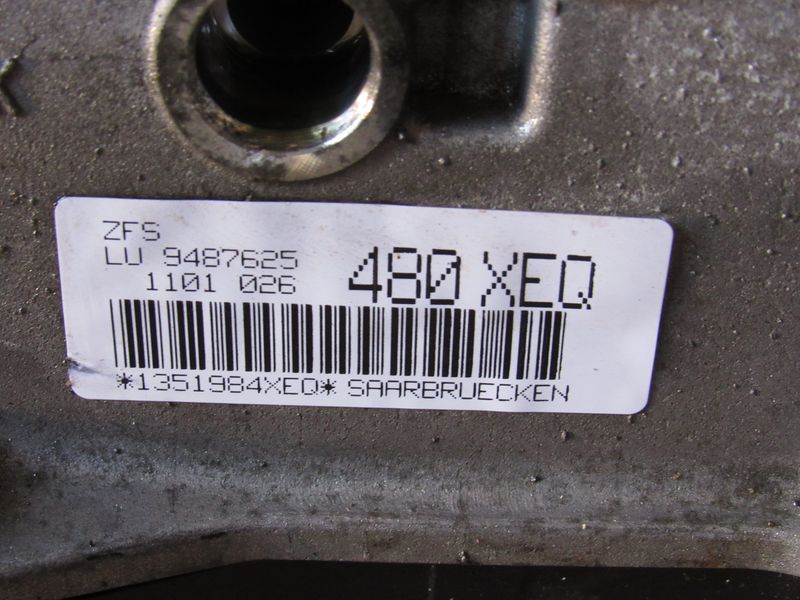 ZFS
LU 9487625
1101 026
480 XEQ
*1351984XEQ* SAARBRUECKEN